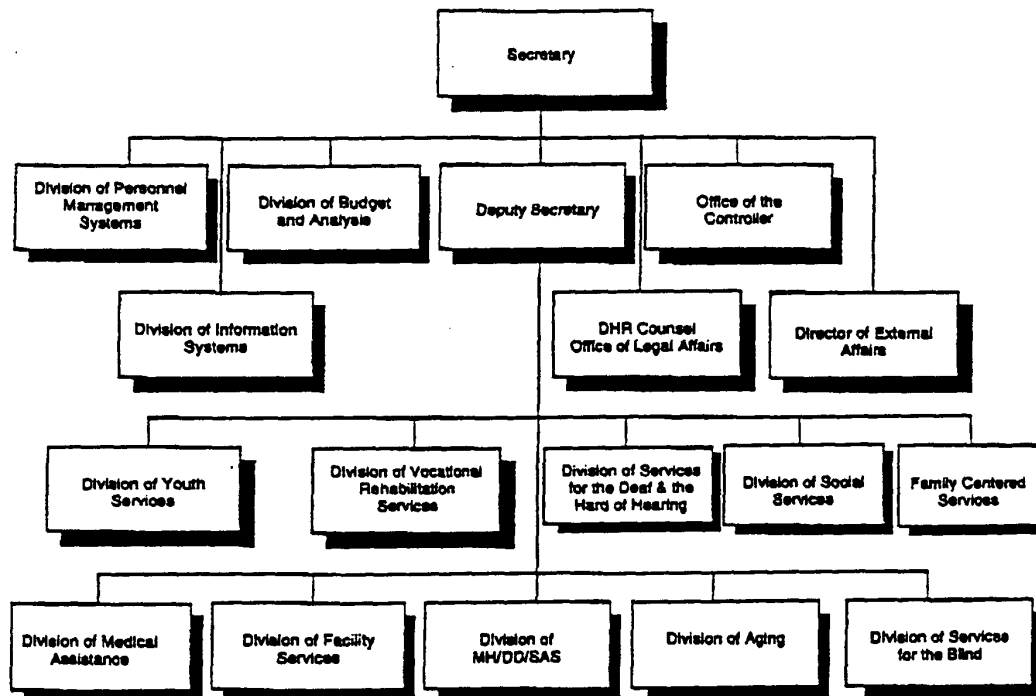 Secretary
Division of Personnel
Management
Systems
Division of Budget
and Analysis
Deputy Secretary
Office of the
Controller
Division of Information
Systems
DHR Counsel
Office of Legal Affairs
Director of External
Affairs
Division of Youth
Services
Division of Vocational
Rehabilitation
Services
Division of Services
for the Deaf & the
Hard of Hearing
Division of Social
Services
Family Centered
Services
Division of Medical
Assistance
Division of Facility
Services
Division of
MH/DD/SAS
Division of Aging
Division of Services
for the Blind